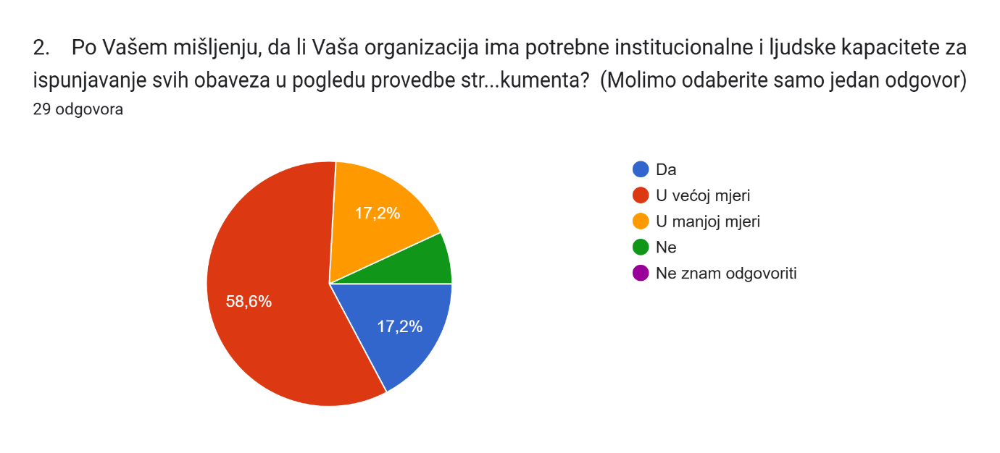 2. Po Vašem mišljenju, da li Vaša organizacija ima potrebne institucionalne i ljudske kapacitete za
ispunjavanje svih obaveza u pogledu provedbe str...kumenta? (Molimo odaberite samo jedan odgovor)
29 odgovora
Da
U većoj mjeri
U manjoj mjeri
Ne
Ne znam odgovoriti
17,2%
58,6%
17,2%